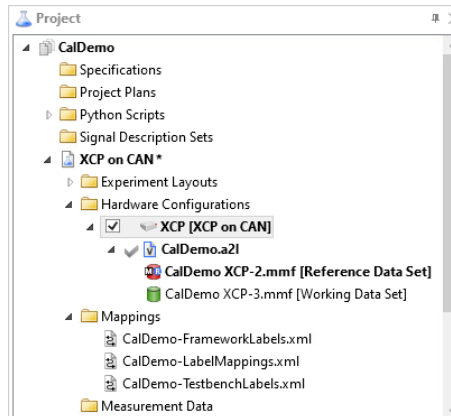 Project
CalDemo
Specifications
Project Plans
Python Scripts
Signal Description Sets
XCP on CAN *
Experiment Layouts
Hardware Configurations
XCP [XCP on CAN]
CalDemo.a2l
CalDemo XCP-2.mmf [Reference Data Set]
CalDemo XCP-3.mmf [Working Data Set]
Mappings
CalDemo-FrameworkLabels.xml
CalDemo-LabelMappings.xml
CalDemo-TestbenchLabels.xml
Measurement Data